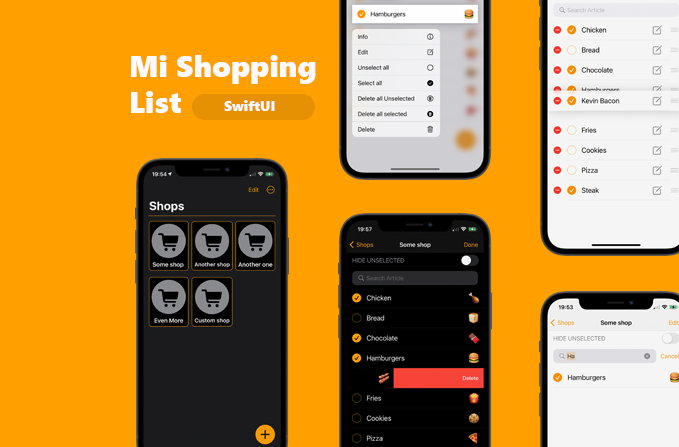 Mi Shopping
List
SwiftUI
19:54
Edit
Shops
Some shop
Another shop
Another one
Even More
Custom shop
Hamburgers
Info
Edit
Unselect all
Select all
Delete all Unselected
Delete all selected
Delete
19:57
Shops
Some shop
Done
HIDE UNSELECTED
Search Article
Chicken
Bread
Chocolate
Hamburgers
Delete
Fries
Cookies
Pizza
Search Article
Chicken
Bread
Chocolate
Hamburgers
Kevin Bacon
Fries
Cookies
Pizza
Steak
19:53
Shops
Some shop
Edit
HIDE UNSELECTED
Ha
Cancel
Hamburgers